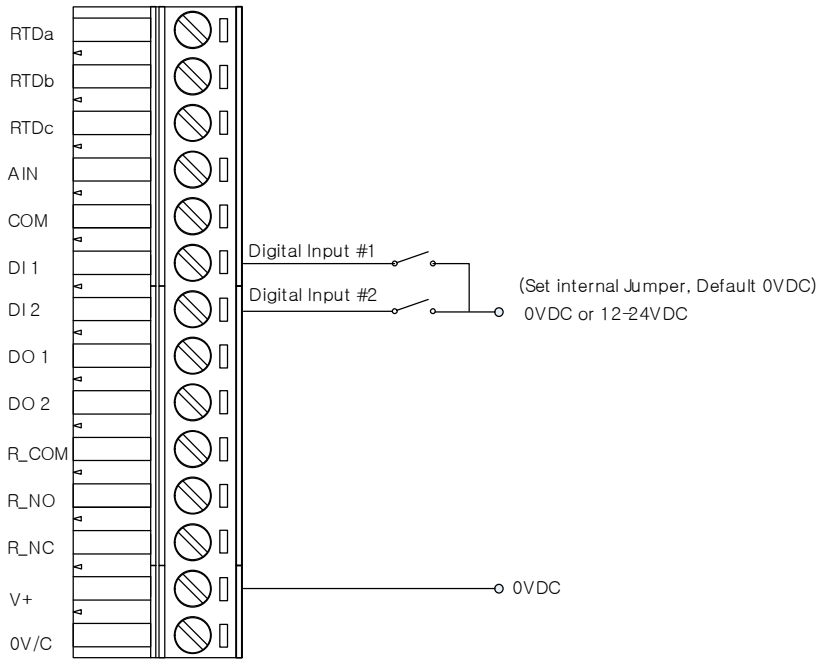 RTDa
RTDb
RTDc
AIN
COM
DI 1
DI 2
DO 1
DO 2
R_COM
R_NO
R_NC
V+
0V/C
Digital Input #1
Digital Input #2
(Set internal Jumper, Default 0VDC)
0VDC or 12-24VDC
0VDC